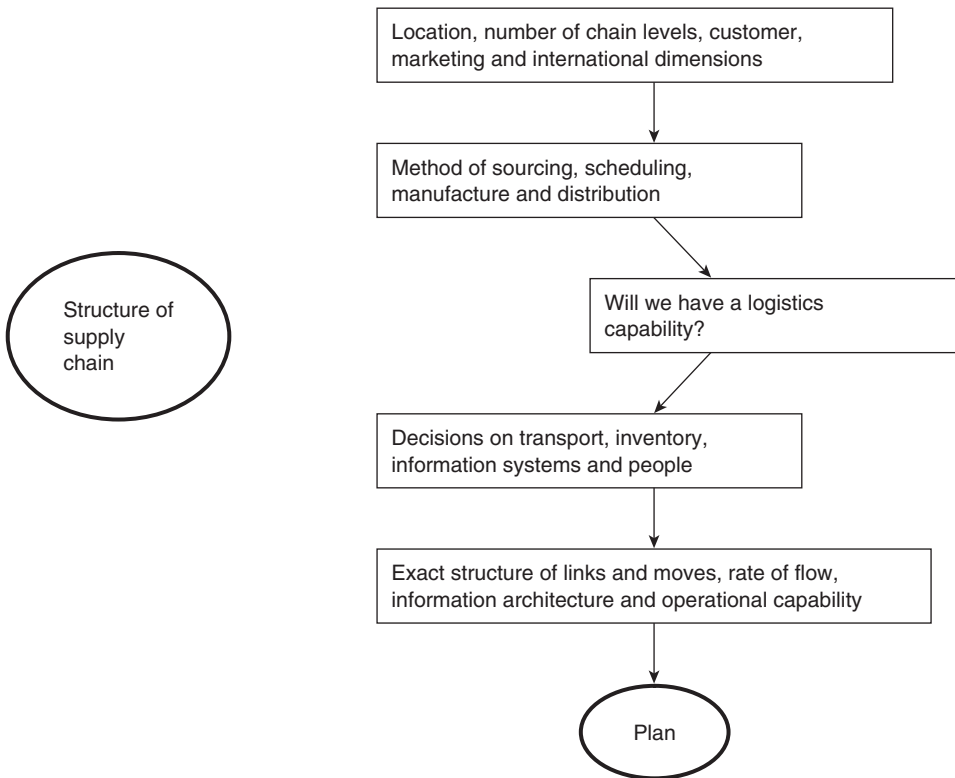 Location, number of chain levels, customer,
marketing and international dimensions
Method of sourcing, scheduling,
manufacture and distribution
Structure of
supply
chain
Will we have a logistics
capability?
Decisions on transport, inventory,
information systems and people
Exact structure of links and moves, rate of flow,
information architecture and operational capability
Plan